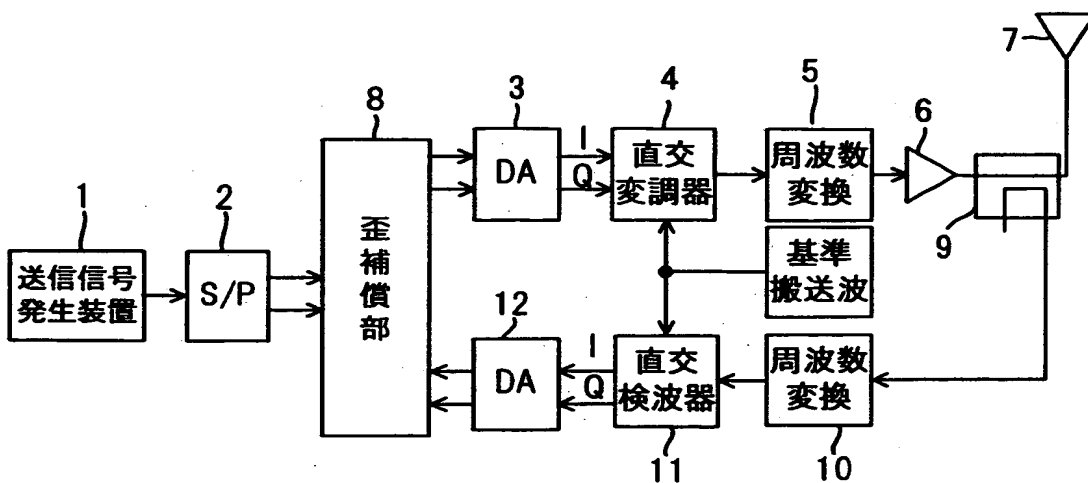 7
3
4
5
6
8
I
Q
DA
直交
変調器
周波数
変換
9
1
2
送信信号
発生装置
S/P
歪補償部
基準
搬送波
12
I
Q
DA
直交
検波器
周波数
変換
11
10